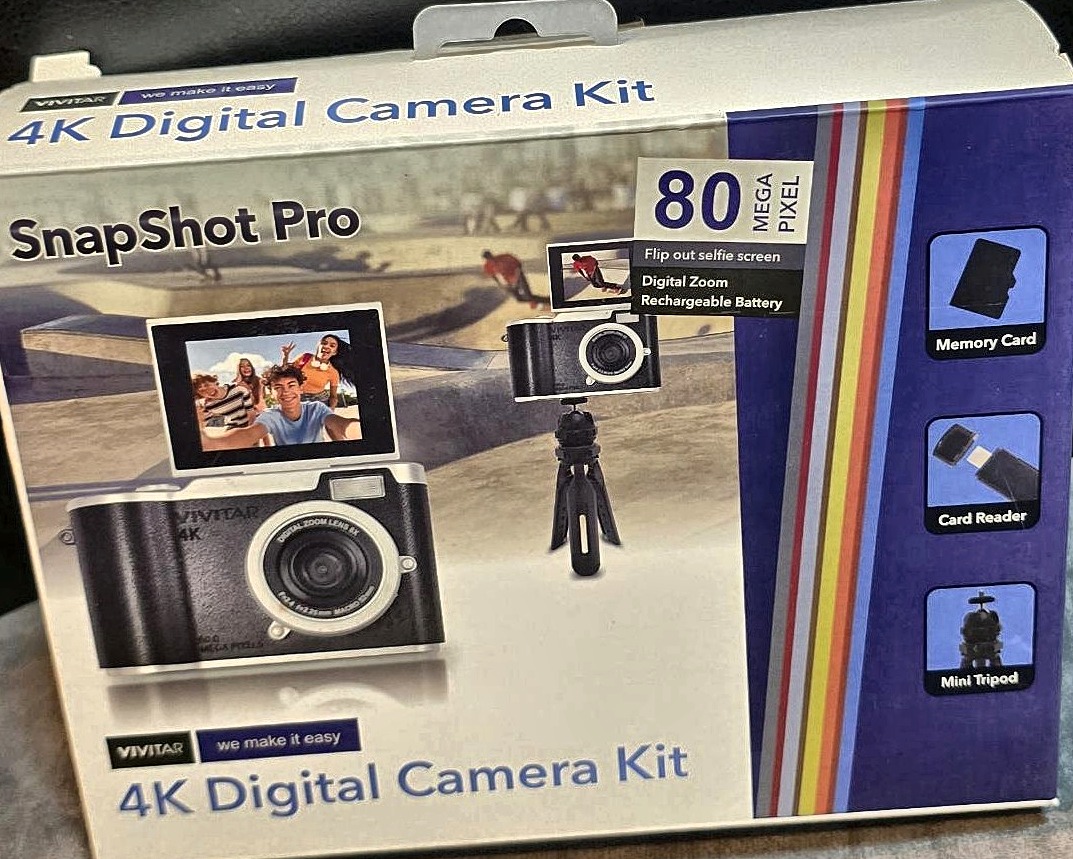 VIVITAR we make it easy
4K Digital Camera Kit
SnapShot Pro
80 MEGA PIXEL
Flip out selfie screen
Digital Zoom
Rechargeable Battery
Memory Card
Card Reader
Mini Tripod
VIVITAR
4K
DIGITAL ZOOM LENS 8X
MEGA PIXELS
VIVITAR we make it easy
4K Digital Camera Kit